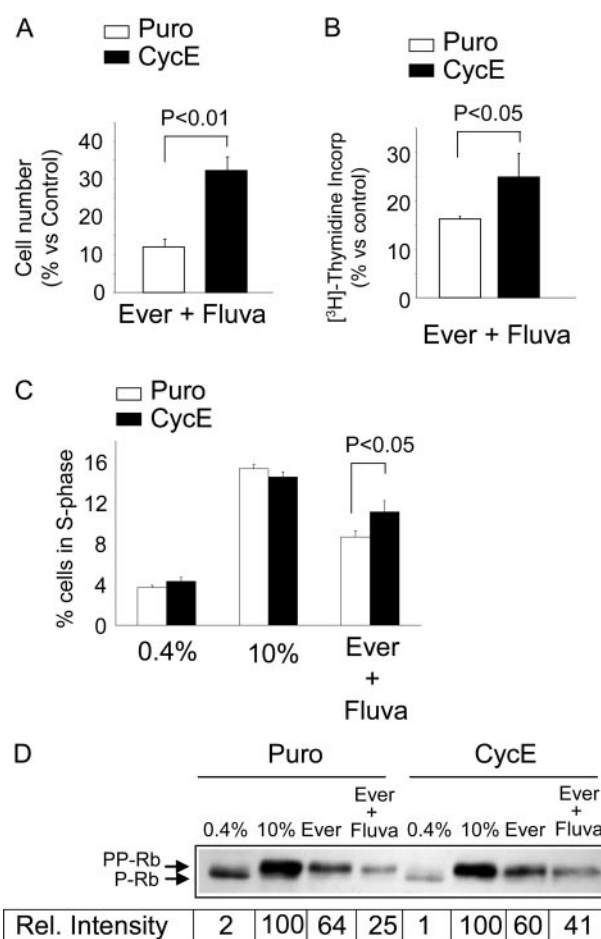 A
Puro
CycE
P<0.01
Cell number
(% vs Control)
40
30
20
10
0
Ever + Fluva
B
Puro
CycE
P<0.05
[³H]-Thymidine Incorp
(% vs control)
30
20
10
0
Ever + Fluva
C
Puro
CycE
P<0.05
% cells in S-phase
16
12
8
4
0
0.4%
10%
Ever
+
Fluva
D
Puro
CycE
0.4% 10% Ever Ever + Fluva 0.4% 10% Ever Ever + Fluva
PP-Rb
P-Rb
Rel. Intensity 2 100 64 25 1 100 60 41